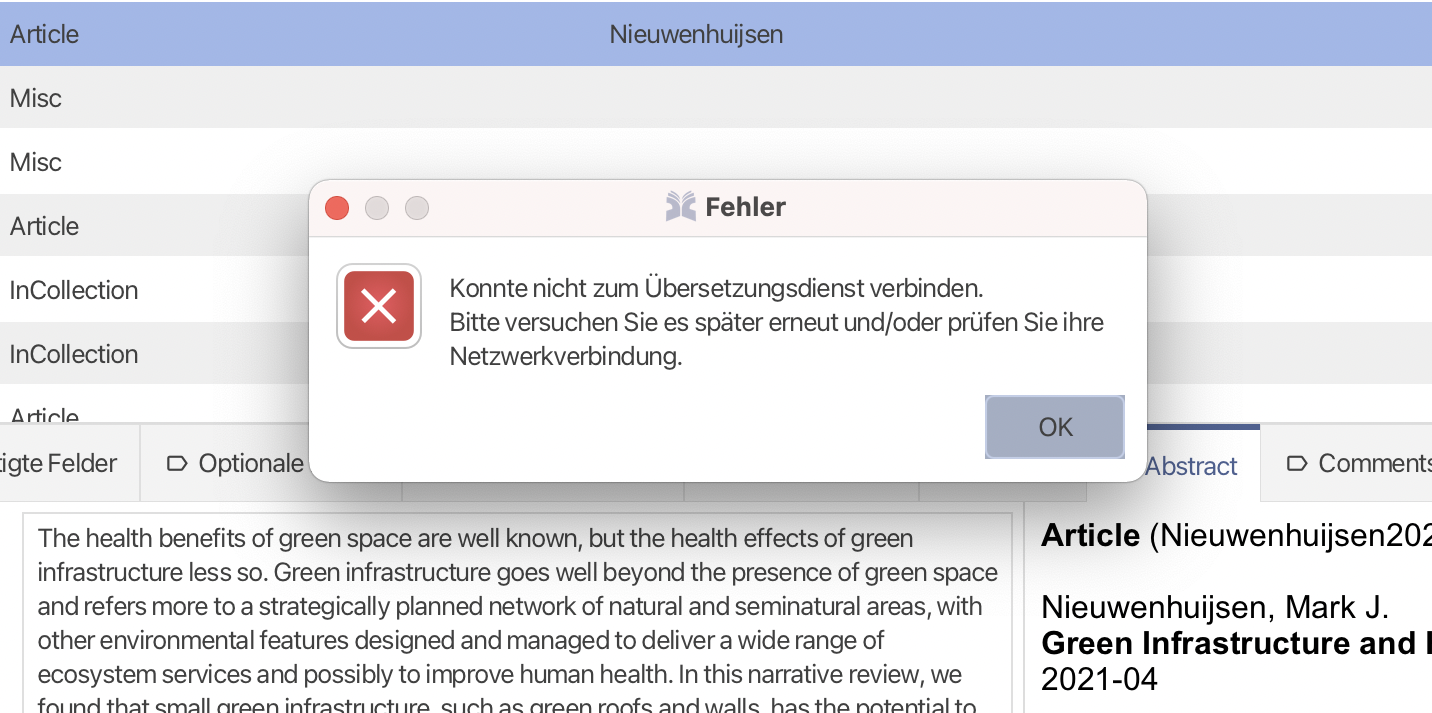 Article Nieuwenhuijsen
Misc
Misc
Article
InCollection
InCollection
Article
Fehler
Konnte nicht zum Übersetzungsdienst verbinden.
Bitte versuchen Sie es später erneut und/oder prüfen Sie ihre
Netzwerkverbindung.
OK
tigte Felder Optionale Abstract Comments
The health benefits of green space are well known, but the health effects of green
infrastructure less so. Green infrastructure goes well beyond the presence of green space
and refers more to a strategically planned network of natural and seminatural areas, with
other environmental features designed and managed to deliver a wide range of
ecosystem services and possibly to improve human health. In this narrative review, we
found that small green infrastructure, such as green roofs and walls, has the potential to
Article (Nieuwenhuijsen202
Nieuwenhuijsen, Mark J.
Green Infrastructure and
2021-04